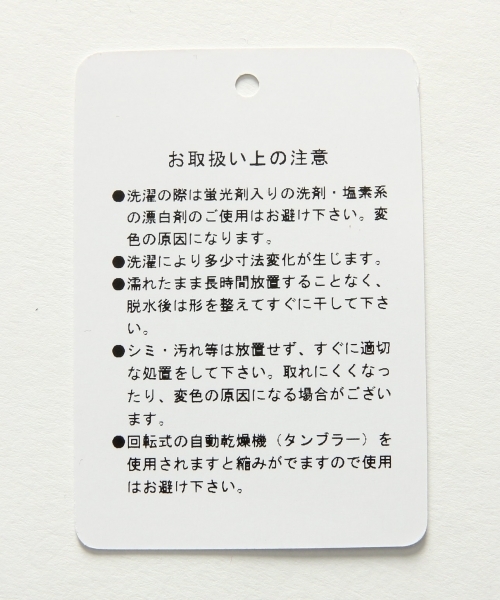 お取扱い上の注意
●洗濯の際は蛍光剤入りの洗剤・塩素系
の漂白剤のご使用はお避け下さい。変
色の原因になります。
●洗濯により多少寸法変化が生じます。
●濡れたまま長時間放置することなく、
脱水後は形を整えてすぐに干して下さ
い。
●シミ・汚れ等は放置せず、すぐに適切
な処置をして下さい。取れにくくなっ
たり、変色の原因になる場合がござい
ます。
●回転式の自動乾燥機（タンブラー）を
使用されますと縮みがでますので使用
はお避け下さい。